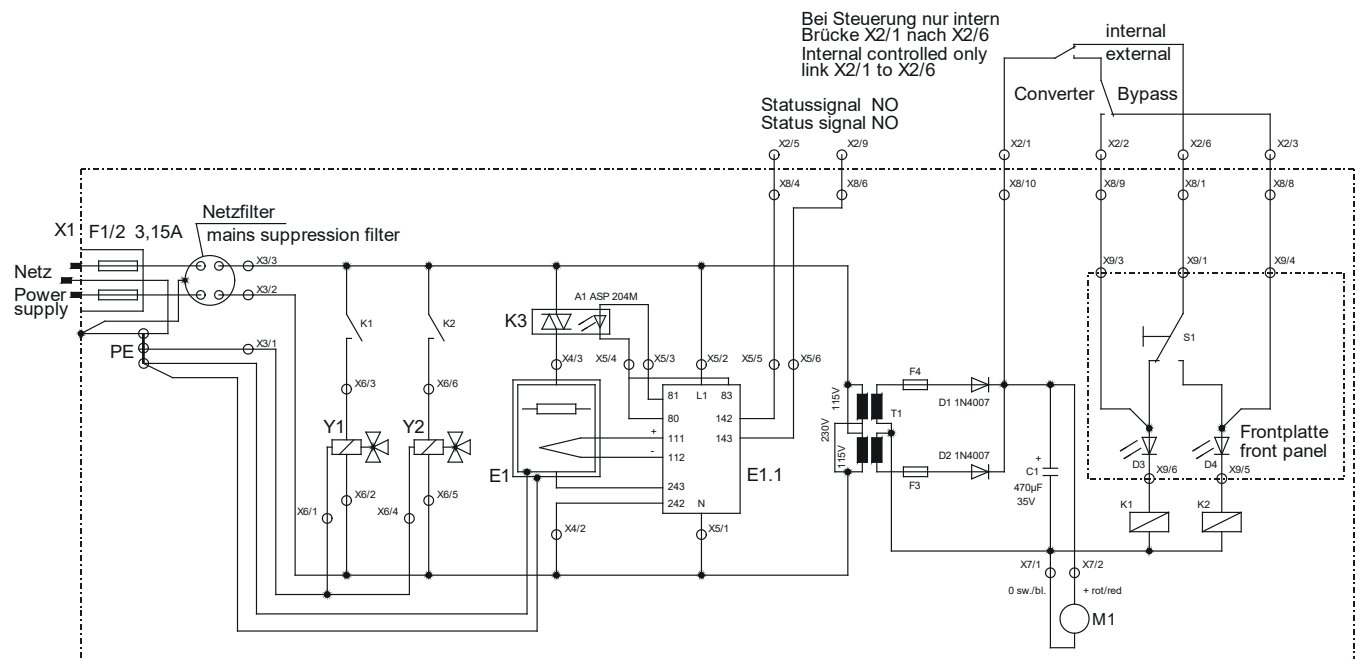 Bei Steuerung nur intern
Brücke X2/1 nach X2/6
Internal controlled only
link X2/1 to X2/6
internal
external
Converter
Bypass
Statussignal NO
Status signal NO
X2/5
X2/9
X2/1
X2/2
X2/6
X2/3
X8/4
X8/6
X8/10
X8/9
X8/1
X8/8
Netzfilter
mains suppression filter
X1
F1/2 3,15A
Netz
Power
supply
X3/3
X3/2
X3/1
PE
X9/3
X9/1
X9/4
A1 ASP 204M
K3
K1
K2
S1
X4/3
X5/4
X5/3
X5/2
X5/5
X5/6
X6/3
X6/6
81
L1
83
80
142
111
143
112
243
242
N
+
-
Y1
Y2
E1
E1.1
115V
230V
115V
T1
F4
D1 1N4007
D2 1N4007
F3
+
C1
470µF
35V
D3
D4
Frontplatte
front panel
X9/6
X9/5
K1
K2
X6/2
X6/5
X6/1
X6/4
X4/2
X5/1
X7/1
X7/2
0 sw./bl.
+ rot/red
M1